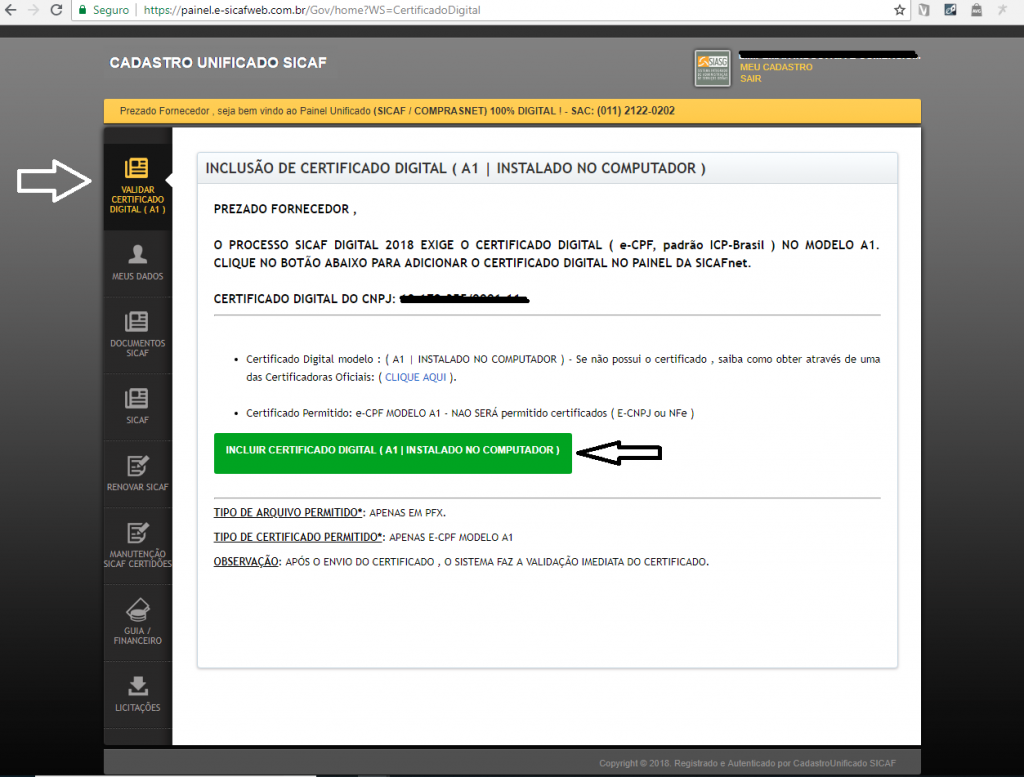 Seguro
https://painel.e-sicafweb.com.br/Gov/home?WS=CertificadoDigital
CADASTRO UNIFICADO SICAF
SIASG
MEU CADASTRO
SAIR
Prezado Fornecedor , seja bem vindo ao Painel Unificado (SICAF / COMPRASNET) 100% DIGITAL ! - SAC: (011) 2122-0202
VALIDAR
CERTIFICADO
DIGITAL ( A1 )
MEUS DADOS
DOCUMENTOS
SICAF
SICAF
RENOVAR SICAF
MANUTENÇÃO
SICAF CERTIDÕES
GUIA /
FINANCEIRO
LICITAÇÕES
INCLUSÃO DE CERTIFICADO DIGITAL ( A1 | INSTALADO NO COMPUTADOR )
PREZADO FORNECEDOR ,
O PROCESSO SICAF DIGITAL 2018 EXIGE O CERTIFICADO DIGITAL ( e-CPF, padrão ICP-Brasil ) NO MODELO A1.
CLIQUE NO BOTÃO ABAIXO PARA ADICIONAR O CERTIFICADO DIGITAL NO PAINEL DA SICAFnet.
CERTIFICADO DIGITAL DO CNPJ:
• Certificado Digital modelo : ( A1 | INSTALADO NO COMPUTADOR ) - Se não possui o certificado , saiba como obter através de uma
das Certificadoras Oficiais: ( CLIQUE AQUI ).
• Certificado Permitido: e-CPF MODELO A1 - NAO SERÁ permitido certificados ( E-CNPJ ou NFe )
INCLUIR CERTIFICADO DIGITAL ( A1 | INSTALADO NO COMPUTADOR )
TIPO DE ARQUIVO PERMITIDO*: APENAS EM PFX.
TIPO DE CERTIFICADO PERMITIDO*: APENAS E-CPF MODELO A1
OBSERVAÇÃO: APÓS O ENVIO DO CERTIFICADO , O SISTEMA FAZ A VALIDAÇÃO IMEDIATA DO CERTIFICADO.
Copyright © 2018. Registrado e Autenticado por CadastroUnificado SICAF